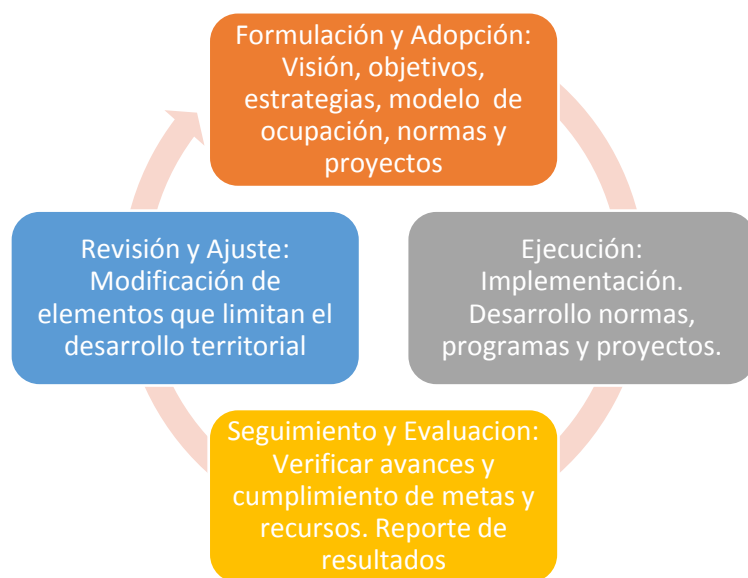 Formulación y Adopción:
Visión, objetivos,
estrategias, modelo de
ocupación, normas y
proyectos
Revisión y Ajuste:
Modificación de
elementos que limitan el
desarrollo territorial
Ejecución:
Implementación.
Desarrollo normas,
programas y proyectos.
Seguimiento y Evaluacion:
Verificar avances y
cumplimiento de metas y
recursos. Reporte de
resultados